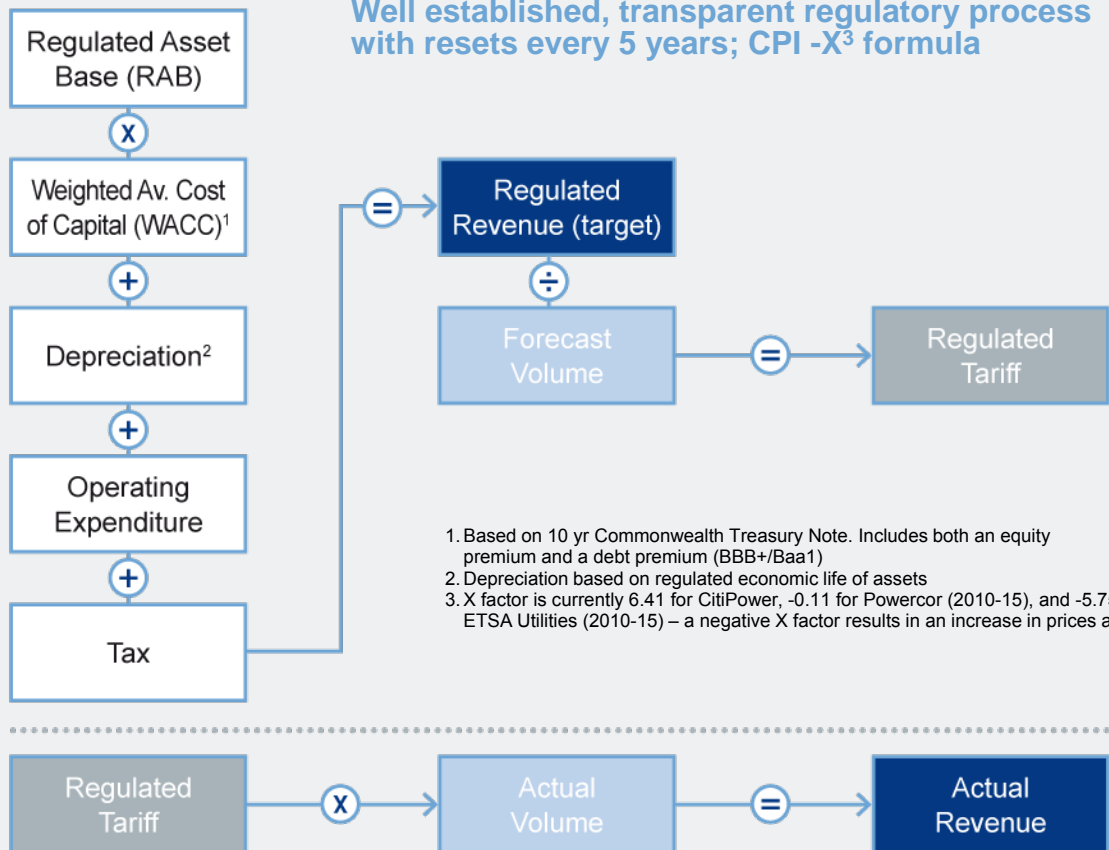 Well established, transparent regulatory process
with resets every 5 years; CPI -X³ formula
Regulated Asset
Base (RAB)
X
Weighted Av. Cost
of Capital (WACC)¹
+
Depreciation²
+
Operating
Expenditure
+
Tax
=
Regulated
Revenue (target)
÷
Forecast
Volume
=
Regulated
Tariff
1. Based on 10 yr Commonwealth Treasury Note. Includes both an equity
premium and a debt premium (BBB+/Baa1)
2. Depreciation based on regulated economic life of assets
3. X factor is currently 6.41 for CitiPower, -0.11 for Powercor (2010-15), and
ETSA Utilities (2010-15) – a negative X factor results in an increase in prices
Regulated
Tariff
X
Actual
Volume
=
Actual
Revenue